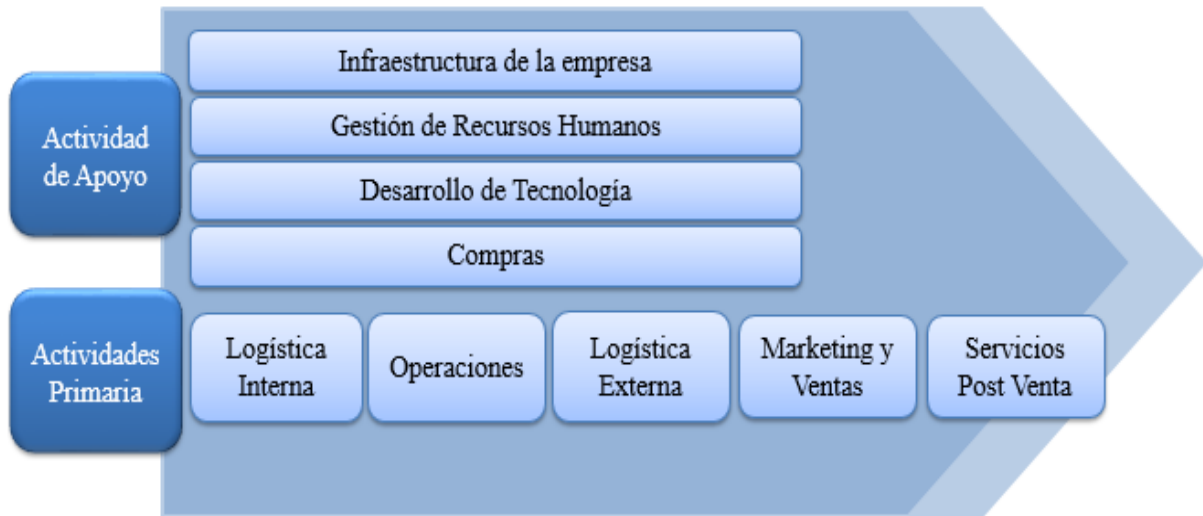 Infraestructura de la empresa
Gestión de Recursos Humanos
Actividad
de Apoyo
Desarrollo de Tecnología
Compras
Actividades
Primaria
Logística
Interna
Operaciones
Logística
Externa
Marketing y
Ventas
Servicios
Post Venta